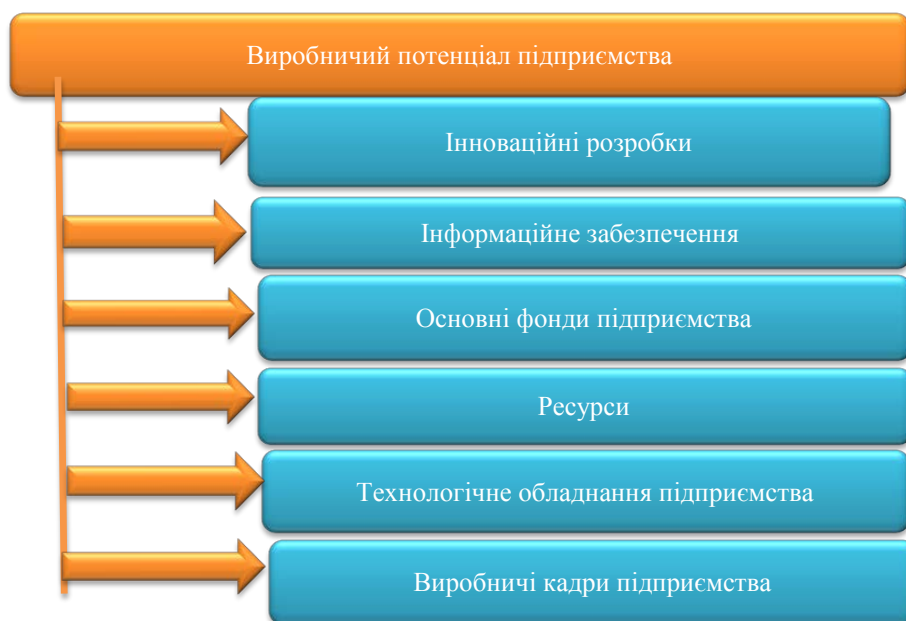 Виробничий потенціал підприємства
Інноваційні розробки
Інформаційне забезпечення
Основні фонди підприємства
Ресурси
Технологічне обладнання підприємства
Виробничі кадри підприємства